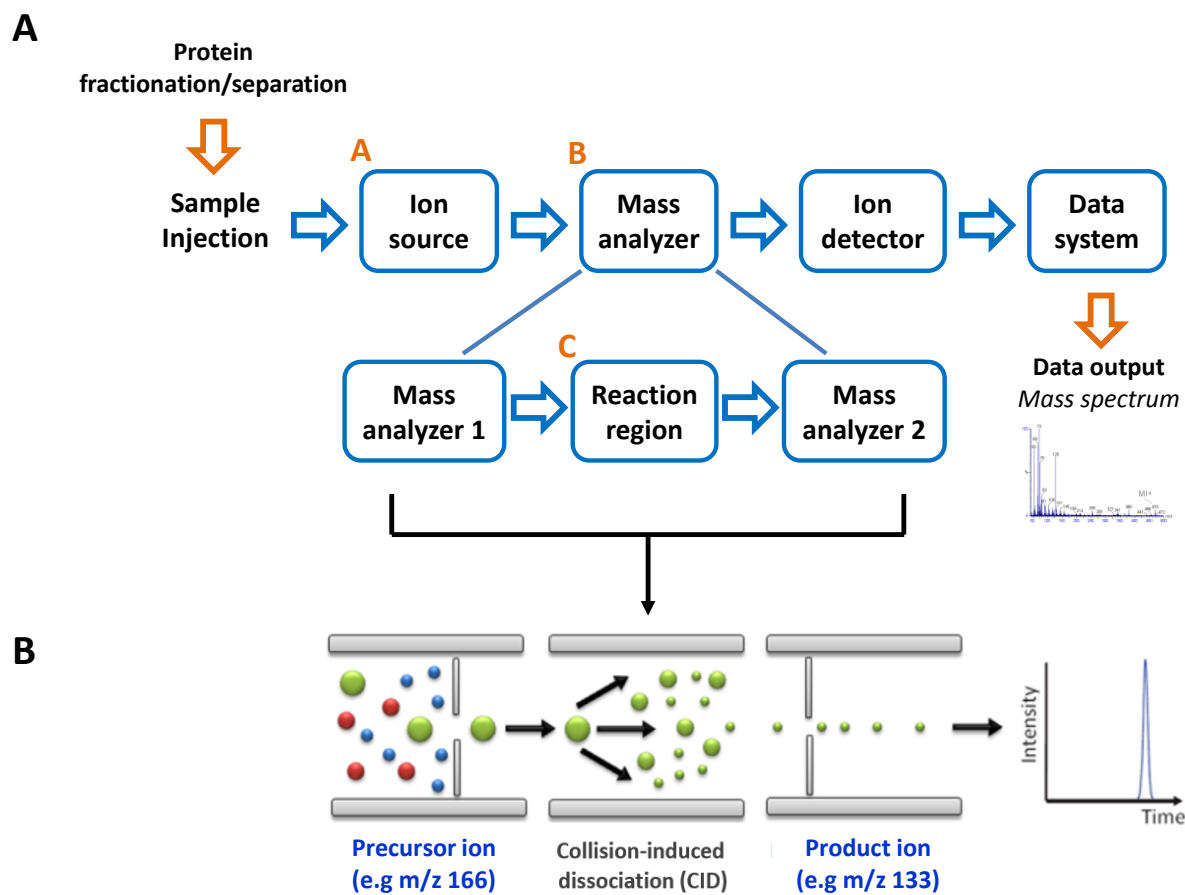 A
Protein
fractionation/separation
Sample
Injection
A
Ion
source
B
Mass
analyzer
Ion
detector
Data
system
Mass
analyzer 1
C
Reaction
region
Mass
analyzer 2
Data output
Mass spectrum
B
Precursor ion
(e.g m/z 166)
Collision-induced
dissociation (CID)
Product ion
(e.g m/z 133)
Intensity
Time